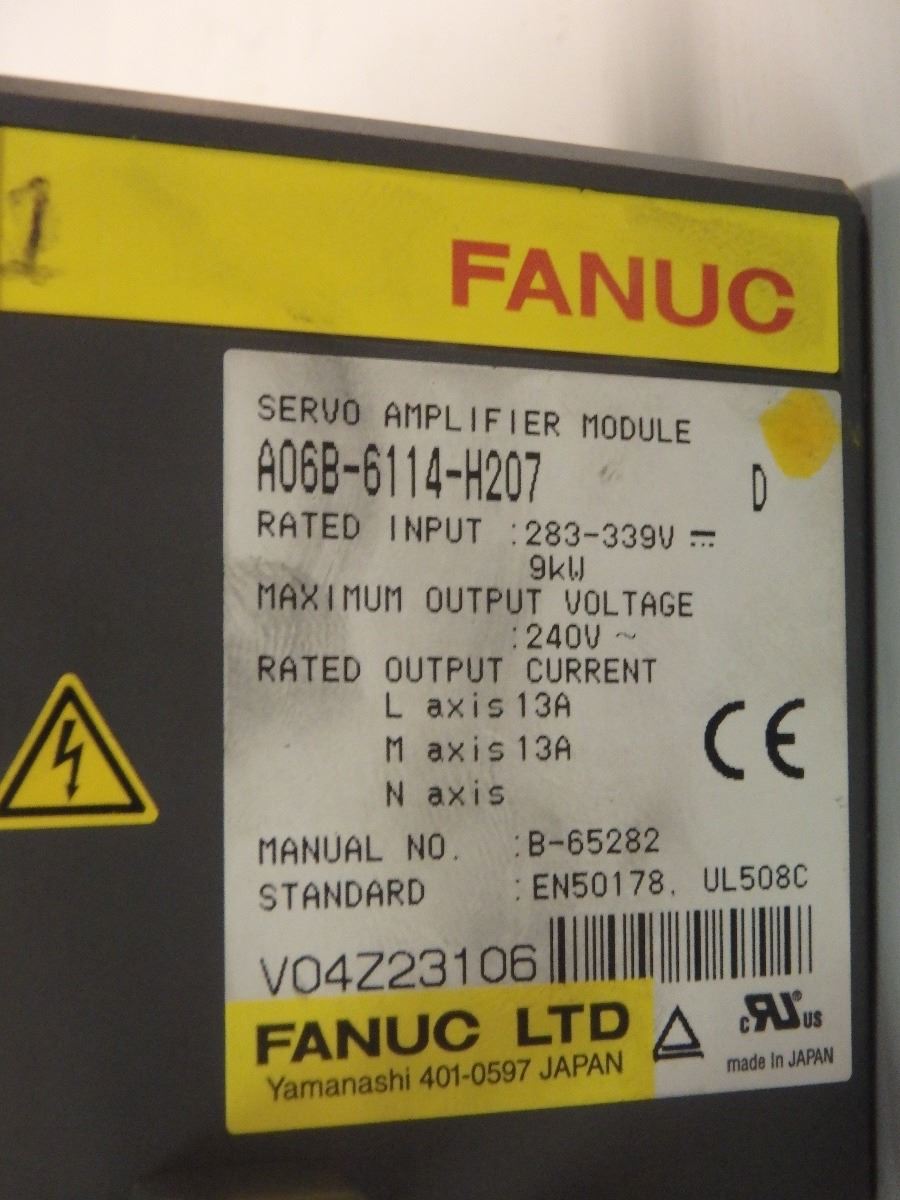 1
FANUC
SERVO AMPLIFIER MODULE
A06B-6114-H207 D
RATED INPUT :283-339V ⎓
9kW
MAXIMUM OUTPUT VOLTAGE
:240V ~
RATED OUTPUT CURRENT
L axis 13A
M axis 13A
N axis
CE
MANUAL NO. :B-65282
STANDARD :EN50178, UL508C
V04Z23106
FANUC LTD
Yamanashi 401-0597 JAPAN
c RU® US
made In JAPAN